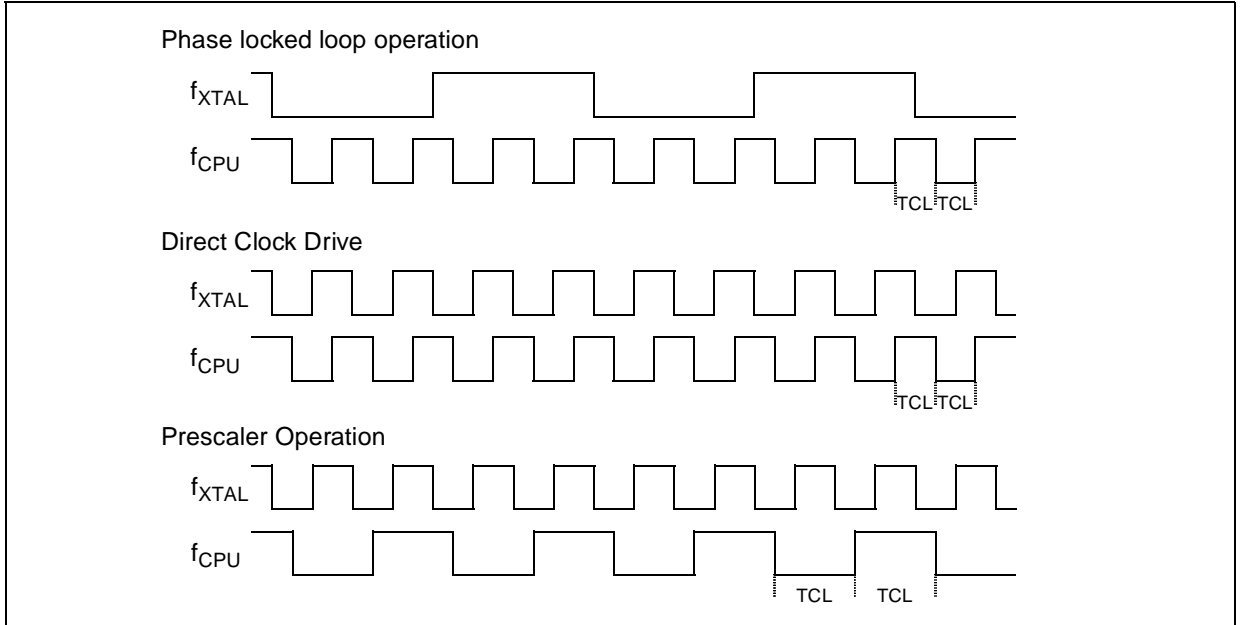 Phase locked loop operation
fXTAL
fCPU
TCL TCL
Direct Clock Drive
fXTAL
fCPU
TCL TCL
Prescaler Operation
fXTAL
fCPU
TCL TCL